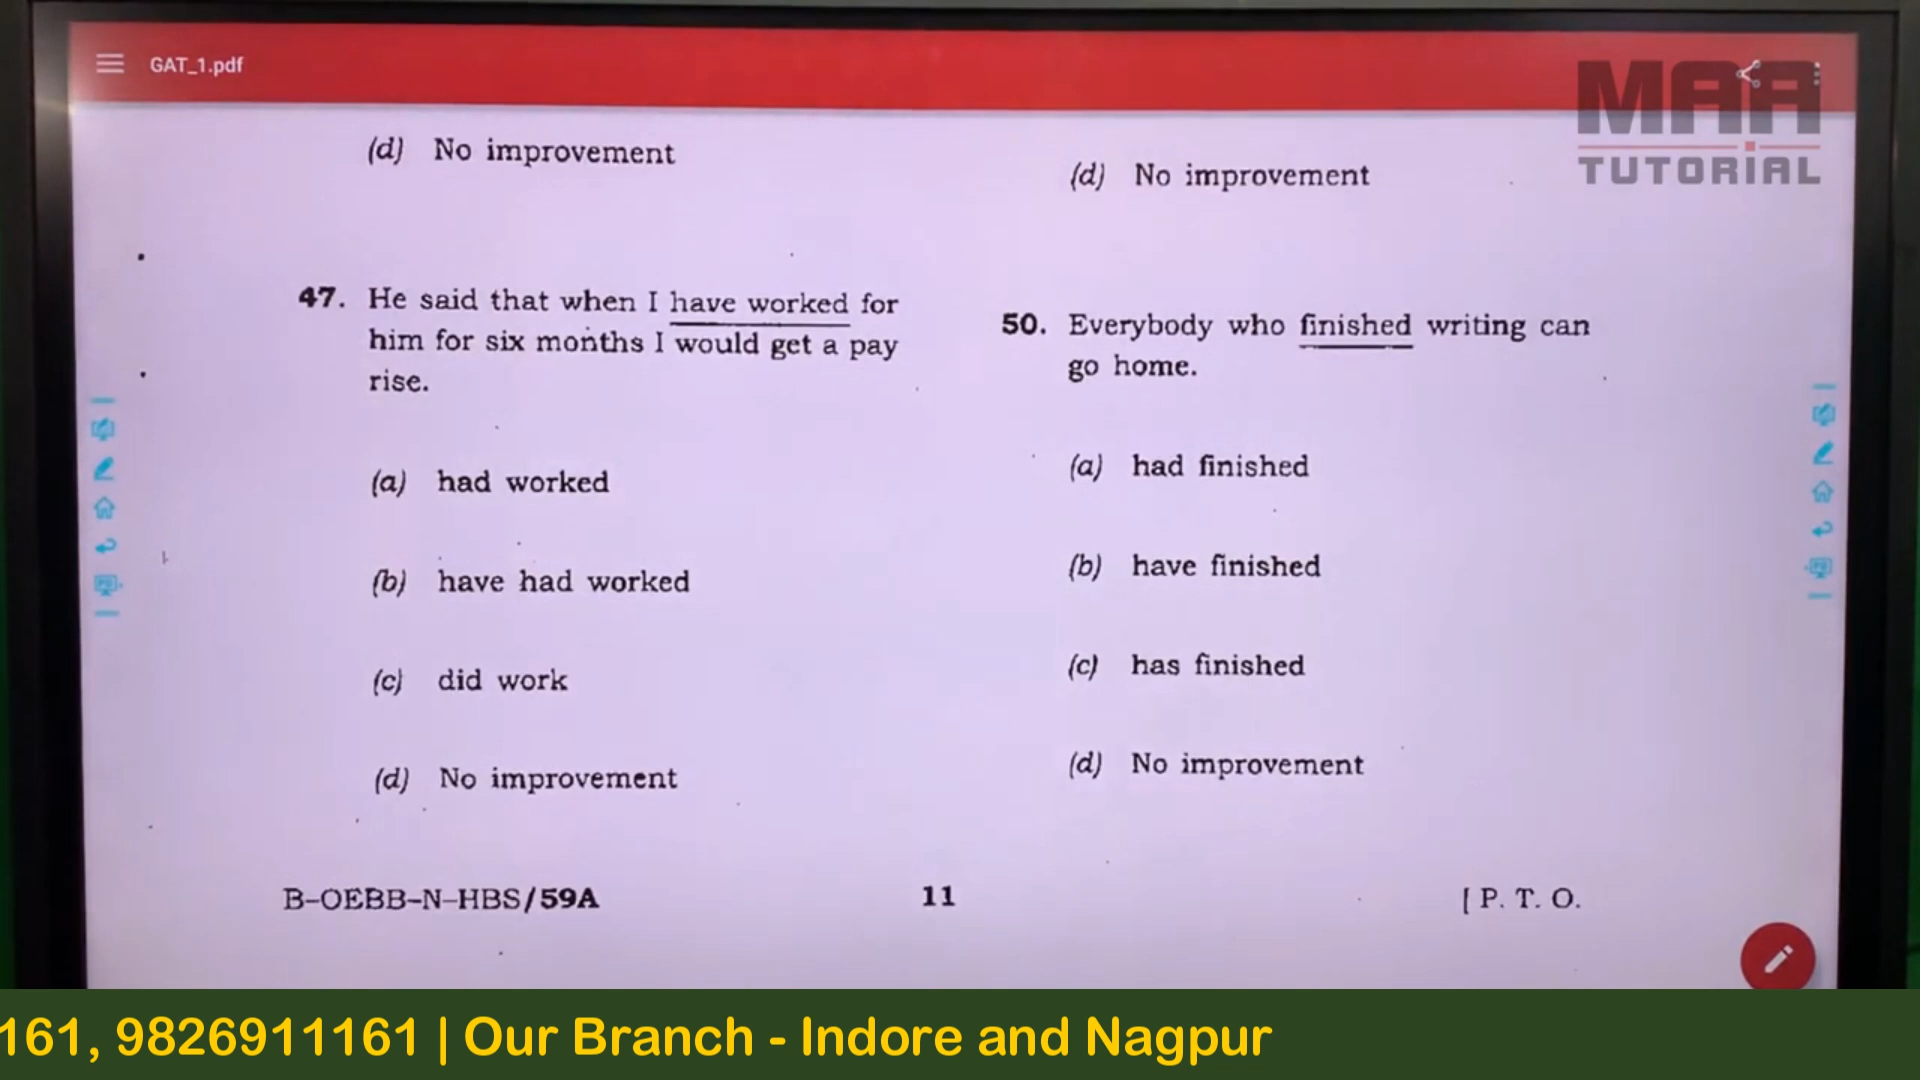 GAT_1.pdf
MAA
TUTORIAL
(d) No improvement
47. He said that when I have worked for
him for six months I would get a pay
rise.
(a) had worked
(b) have had worked
(c) did work
(d) No improvement
(d) No improvement
50. Everybody who finished writing can
go home.
(a) had finished
(b) have finished
(c) has finished
(d) No improvement
B–OEBB–N–HBS/59A
11
[ P. T. O.
161, 9826911161 | Our Branch - Indore and Nagpur